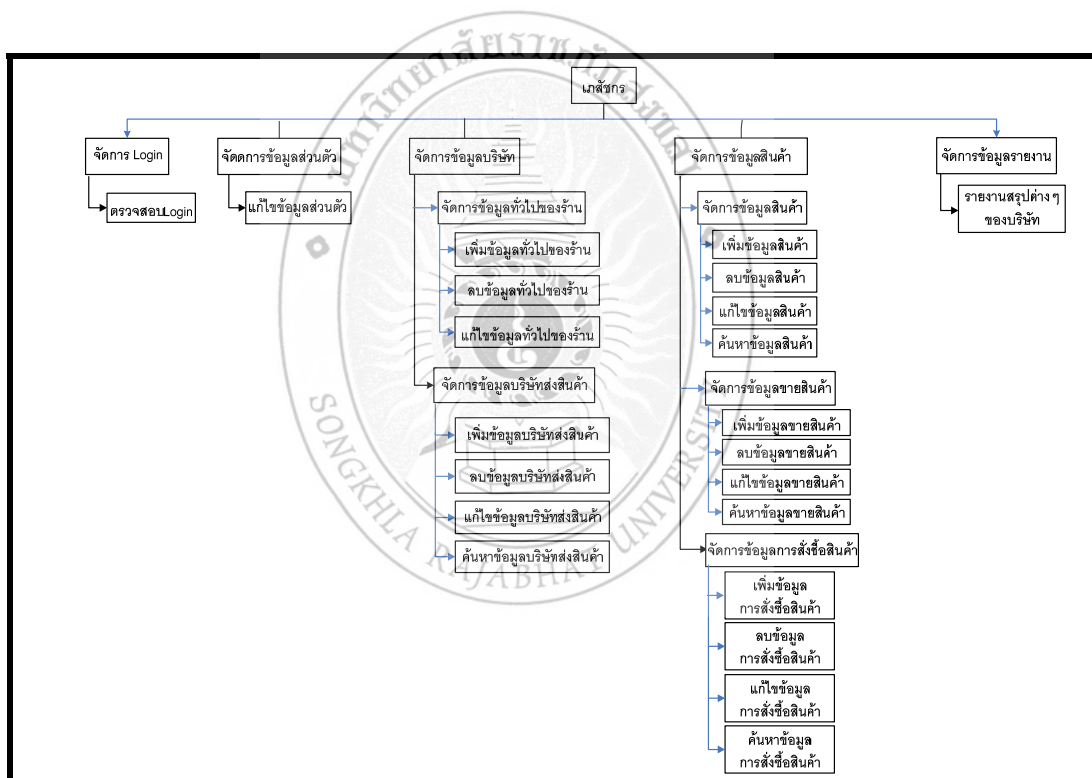 มหาวิทยาลัยราชภัฏสงขลา
เภสัชกร
จัดการ Login
ตรวจสอบLogin
จัดดการข้อมูลส่วนตัว
แก้ไขข้อมูลส่วนตัว
จัดการข้อมูลบริษัท
จัดการข้อมูลทั่วไปของร้าน
เพิ่มข้อมูลทั่วไปของร้าน
ลบข้อมูลทั่วไปของร้าน
แก้ไขข้อมูลทั่วไปของร้าน
จัดการข้อมูลบริษัทส่งสินค้า
เพิ่มข้อมูลบริษัทส่งสินค้า
ลบข้อมูลบริษัทส่งสินค้า
แก้ไขข้อมูลบริษัทส่งสินค้า
ค้นหาข้อมูลบริษัทส่งสินค้า
จัดการข้อมูลสินค้า
จัดการข้อมูลสินค้า
เพิ่มข้อมูลสินค้า
ลบข้อมูลสินค้า
แก้ไขข้อมูลสินค้า
ค้นหาข้อมูลสินค้า
จัดการข้อมูลขายสินค้า
เพิ่มข้อมูลขายสินค้า
ลบข้อมูลขายสินค้า
แก้ไขข้อมูลขายสินค้า
ค้นหาข้อมูลขายสินค้า
จัดการข้อมูลการสั่งซื้อสินค้า
เพิ่มข้อมูล
การสั่งซื้อสินค้า
ลบข้อมูล
การสั่งซื้อสินค้า
แก้ไขข้อมูล
การสั่งซื้อสินค้า
ค้นหาข้อมูล
การสั่งซื้อสินค้า
จัดการข้อมูลรายงาน
รายงานสรุปต่าง ๆ
ของบริษัท
SONGKHLA RAJABHAT UNIVERSITY